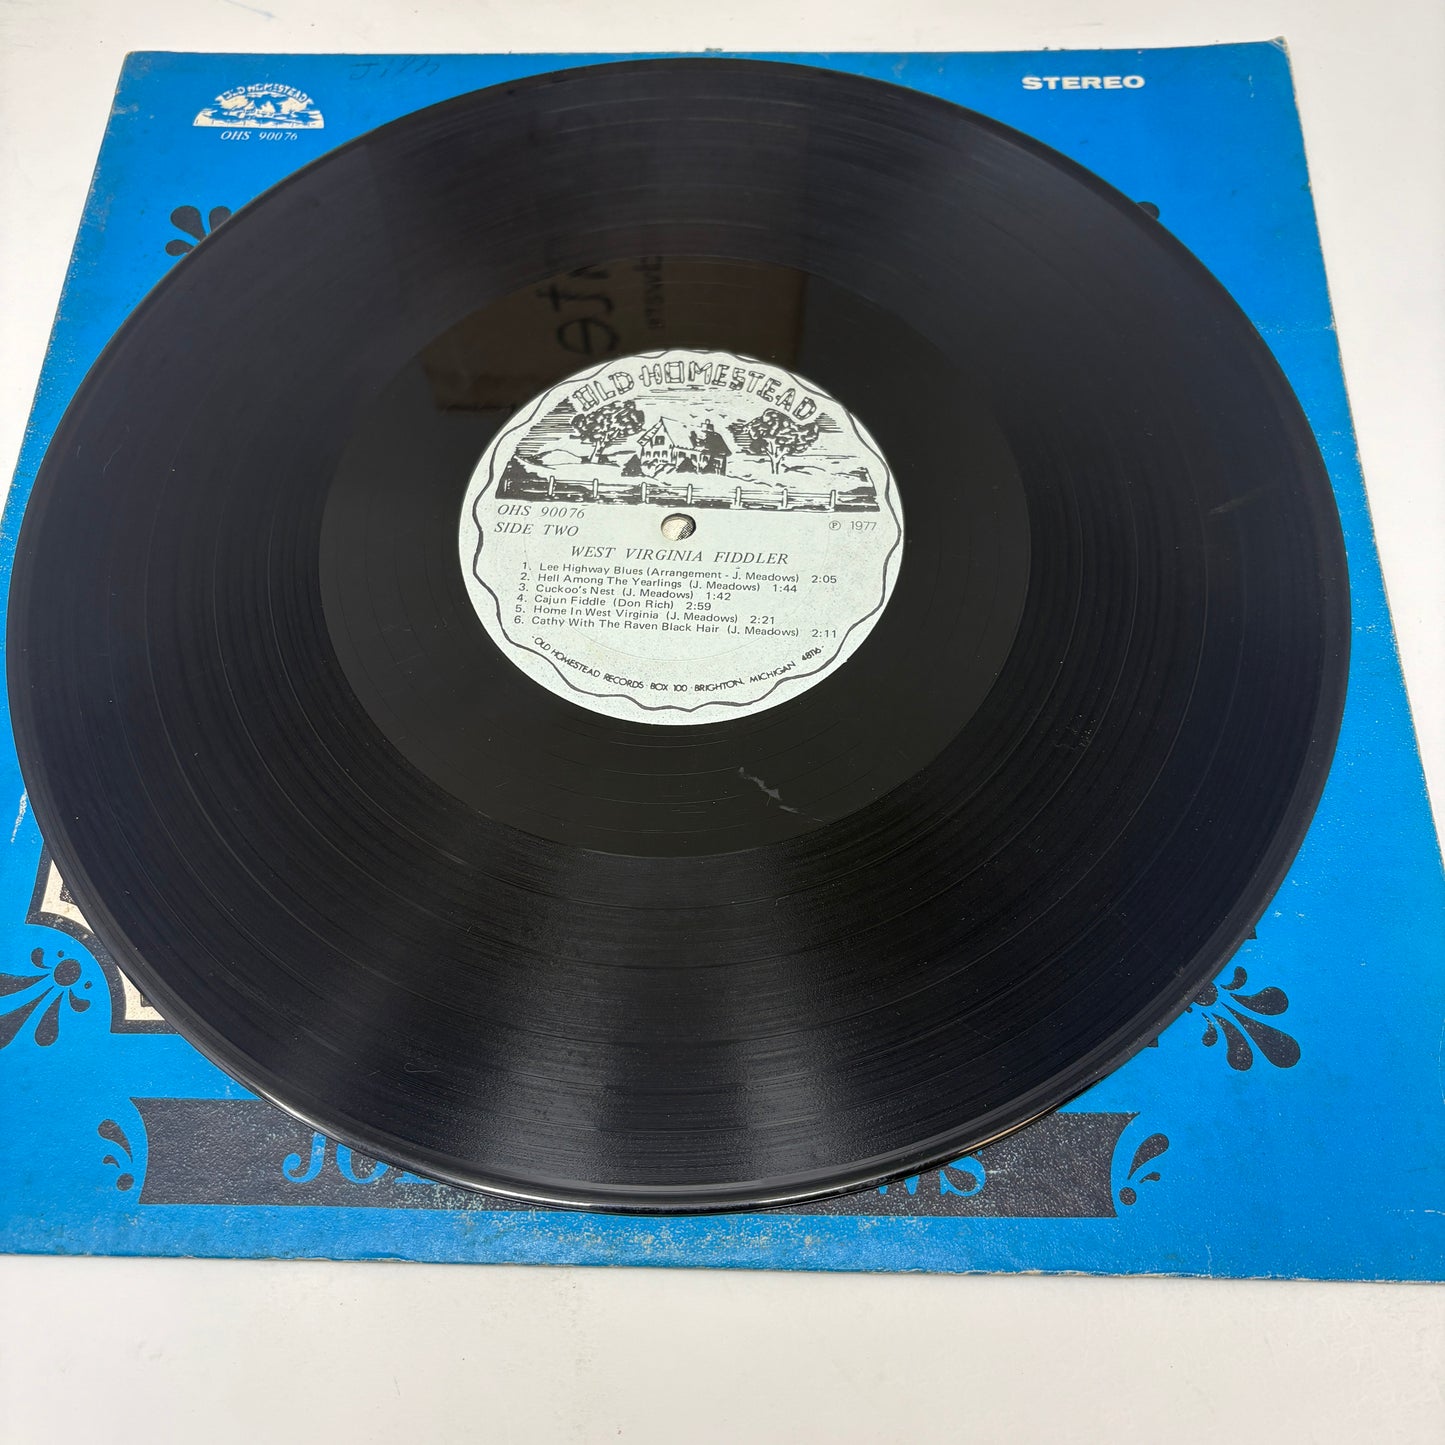 OLD HOMESTEAD
OHS 90076
STEREO
OLD HOMESTEAD
OHS 90076
SIDE TWO
Ⓟ 1977
WEST VIRGINIA FIDDLER
1. Lee Highway Blues (Arrangement - J. Meadows) 2:05
2. Hell Among The Yearlings (J. Meadows) 1:44
3. Cuckoo's Nest (J. Meadows) 1:42
4. Cajun Fiddle (Don Rich) 2:59
5. Home In West Virginia (J. Meadows) 2:21
6. Cathy With The Raven Black Hair (J. Meadows) 2:11
· OLD HOMESTEAD RECORDS BOX 100 · BRIGHTON, MICHIGAN 48116 ·